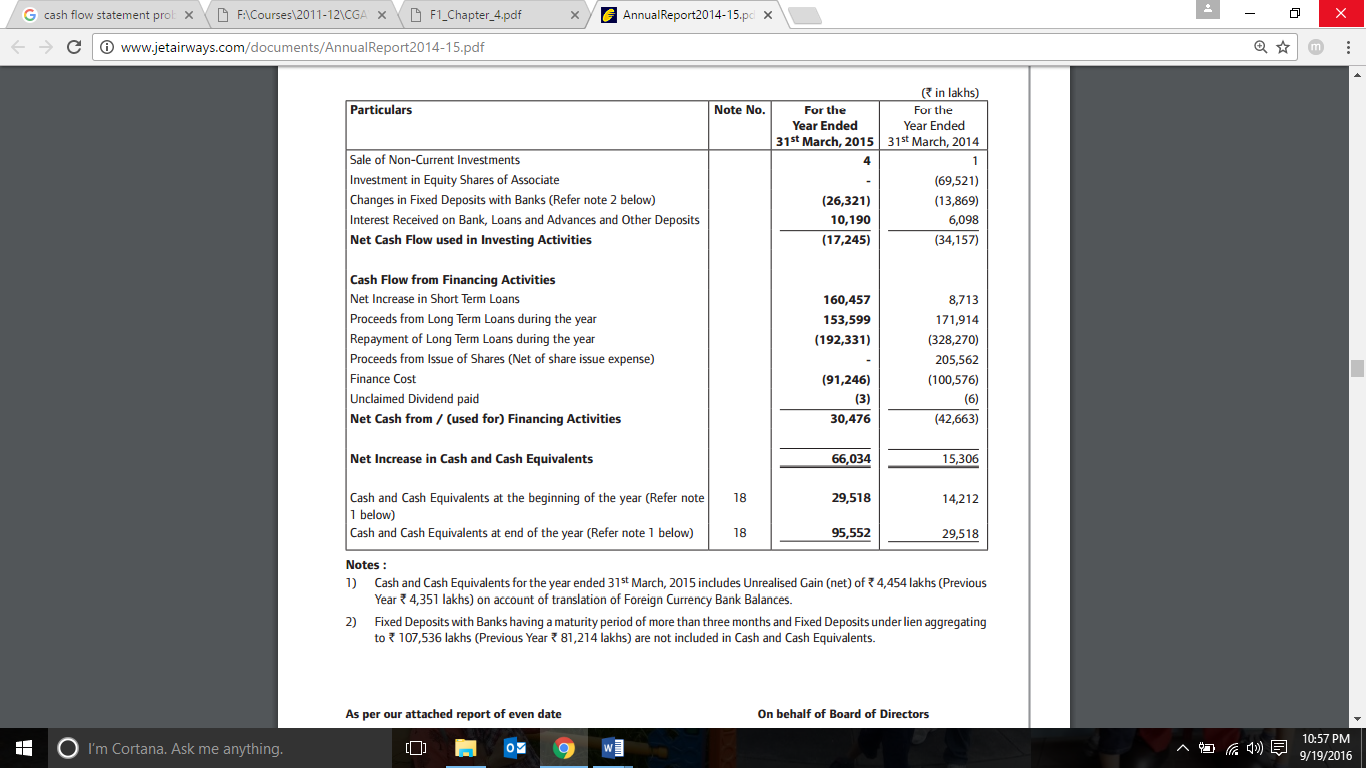 cash flow statement prob
F:\Courses\2011-12\CGA
F1_Chapter_4.pdf
AnnualReport2014-15.pd
www.jetairways.com/documents/AnnualReport2014-15.pdf
(₹ in lakhs)
Particulars Note No. For the Year Ended 31st March, 2015 For the Year Ended 31st March, 2014
Sale of Non-Current Investments 4 1
Investment in Equity Shares of Associate - (69,521)
Changes in Fixed Deposits with Banks (Refer note 2 below) (26,321) (13,869)
Interest Received on Bank, Loans and Advances and Other Deposits 10,190 6,098
Net Cash Flow used in Investing Activities (17,245) (34,157)
Cash Flow from Financing Activities
Net Increase in Short Term Loans 160,457 8,713
Proceeds from Long Term Loans during the year 153,599 171,914
Repayment of Long Term Loans during the year (192,331) (328,270)
Proceeds from Issue of Shares (Net of share issue expense) - 205,562
Finance Cost (91,246) (100,576)
Unclaimed Dividend paid (3) (6)
Net Cash from / (used for) Financing Activities 30,476 (42,663)
Net Increase in Cash and Cash Equivalents 66,034 15,306
Cash and Cash Equivalents at the beginning of the year (Refer note 18 29,518 14,212
1 below)
Cash and Cash Equivalents at end of the year (Refer note 1 below) 18 95,552 29,518
Notes :
1) Cash and Cash Equivalents for the year ended 31st March, 2015 includes Unrealised Gain (net) of ₹ 4,454 lakhs (Previous
Year ₹ 4,351 lakhs) on account of translation of Foreign Currency Bank Balances.
2) Fixed Deposits with Banks having a maturity period of more than three months and Fixed Deposits under lien aggregating
to ₹ 107,536 lakhs (Previous Year ₹ 81,214 lakhs) are not included in Cash and Cash Equivalents.
As per our attached report of even date On behalf of Board of Directors
I'm Cortana. Ask me anything.
10:57 PM
9/19/2016